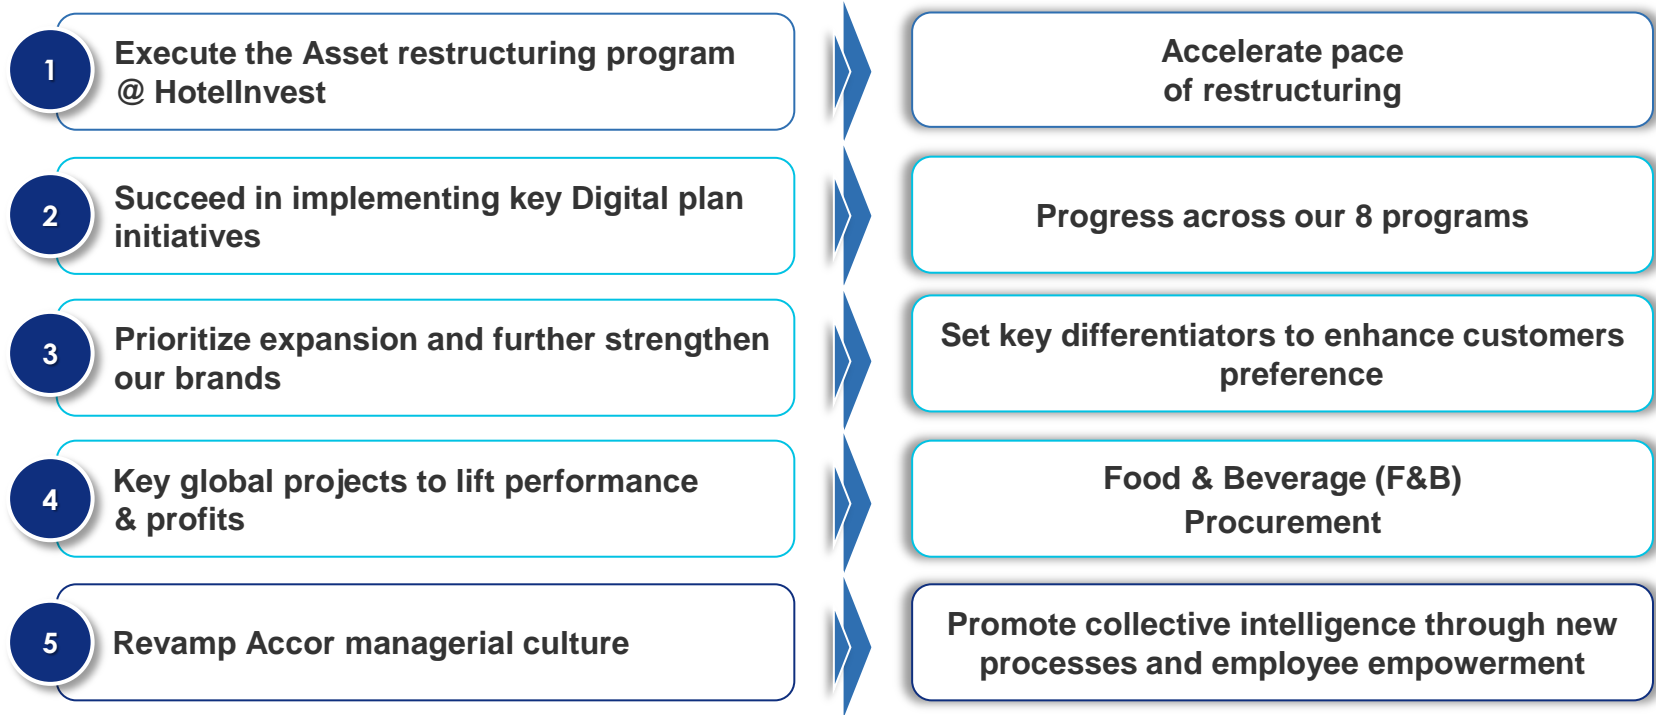 1
Execute the Asset restructuring program
@ HotelInvest
Accelerate pace
of restructuring
2
Succeed in implementing key Digital plan
initiatives
Progress across our 8 programs
3
Prioritize expansion and further strengthen
our brands
Set key differentiators to enhance customers
preference
4
Key global projects to lift performance
& profits
Food & Beverage (F&B)
Procurement
5
Revamp Accor managerial culture
Promote collective intelligence through new
processes and employee empowerment